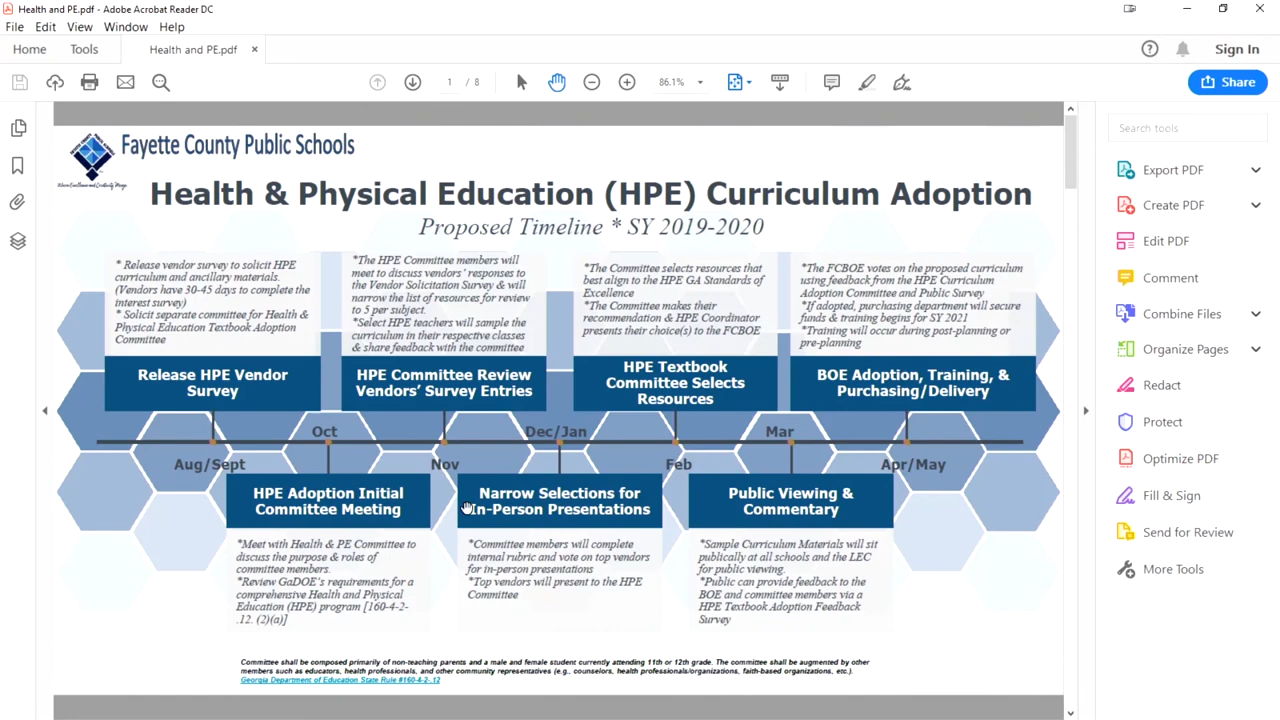 Health and PE.pdf - Adobe Acrobat Reader DC
File Edit View Window Help
Home Tools Health and PE.pdf ×
Sign In
1 / 8
86.1%
Share
Fayette County Public Schools
Where Excellence and Creativity Merge
Health & Physical Education (HPE) Curriculum Adoption
Proposed Timeline * SY 2019-2020
* Release vendor survey to solicit HPE
curriculum and ancillary materials.
(Vendors have 30-45 days to complete the
interest survey)
* Solicit separate committee for Health &
Physical Education Textbook Adoption
Committee
Release HPE Vendor
Survey
*The HPE Committee members will
meet to discuss vendors' responses to
the Vendor Solicitation Survey & will
narrow the list of resources for review
to 5 per subject.
*Select HPE teachers will sample the
curriculum in their respective classes
& share feedback with the committee
HPE Committee Review
Vendors' Survey Entries
*The Committee selects resources that
best align to the HPE GA Standards of
Excellence
*The Committee makes their
recommendation & HPE Coordinator
presents their choice(s) to the FCBOE
HPE Textbook
Committee Selects
Resources
*The FCBOE votes on the proposed curriculum
using feedback from the HPE Curriculum
Adoption Committee and Public Survey
*If adopted, purchasing department will secure
funds & training begins for SY 2021
*Training will occur during post-planning or
pre-planning
BOE Adoption, Training, &
Purchasing/Delivery
Oct
Dec/Jan
Mar
Aug/Sept
Nov
Feb
Apr/May
HPE Adoption Initial
Committee Meeting
*Meet with Health & PE Committee to
discuss the purpose & roles of
committee members.
*Review GaDOE's requirements for a
comprehensive Health and Physical
Education (HPE) program [160-4-2-
.12. (2)(a)]
Narrow Selections for
In-Person Presentations
*Committee members will complete
internal rubric and vote on top vendors
for in-person presentations
*Top vendors will present to the HPE
Committee
Public Viewing &
Commentary
*Sample Curriculum Materials will sit
publically at all schools and the LEC
for public viewing.
*Public can provide feedback to the
BOE and committee members via a
HPE Textbook Adoption Feedback
Survey
Committee shall be composed primarily of non-teaching parents and a male and female student currently attending 11th or 12th grade. The committee shall be augmented by other
members such as educators, health professionals, and other community representatives (e.g., counselors, health professionals/organizations, faith-based organizations, etc.).
Georgia Department of Education State Rule #160-4-2-.12
Search tools
Export PDF
Create PDF
Edit PDF
Comment
Combine Files
Organize Pages
Redact
Protect
Optimize PDF
Fill & Sign
Send for Review
More Tools